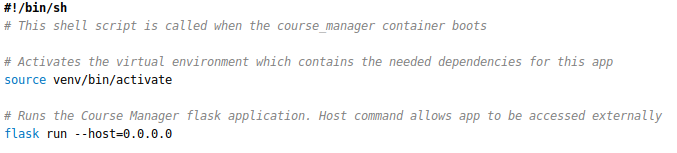 #!/bin/sh
# This shell script is called when the course_manager container boots
# Activates the virtual environment which contains the needed dependencies for this app
source venv/bin/activate
# Runs the Course Manager flask application. Host command allows app to be accessed externally
flask run --host=0.0.0.0